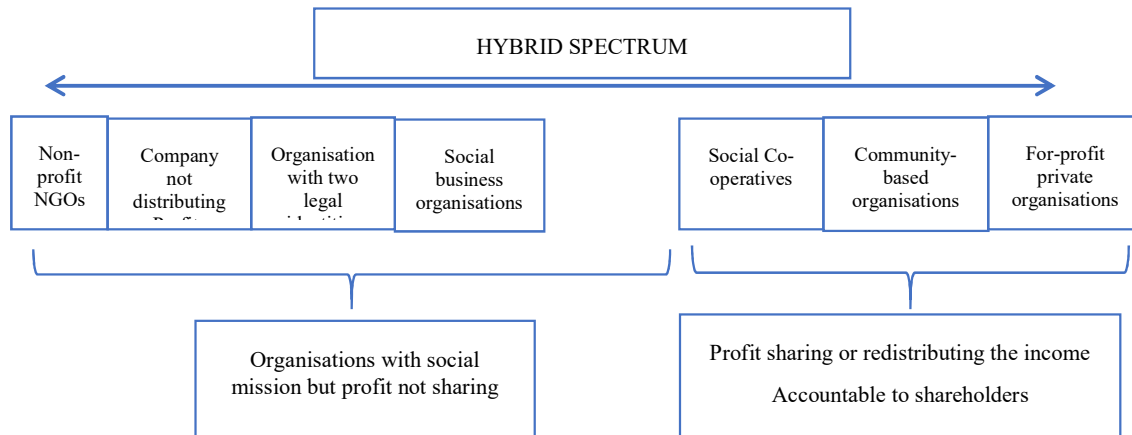 HYBRID SPECTRUM
Non-
profit
NGOs
Company
not
distributing
Organisation
with two
legal
Social
business
organisations
Social Co-
operatives
Community-
based
organisations
For-profit
private
organisations
Organisations with social
mission but profit not sharing
Profit sharing or redistributing the income
Accountable to shareholders